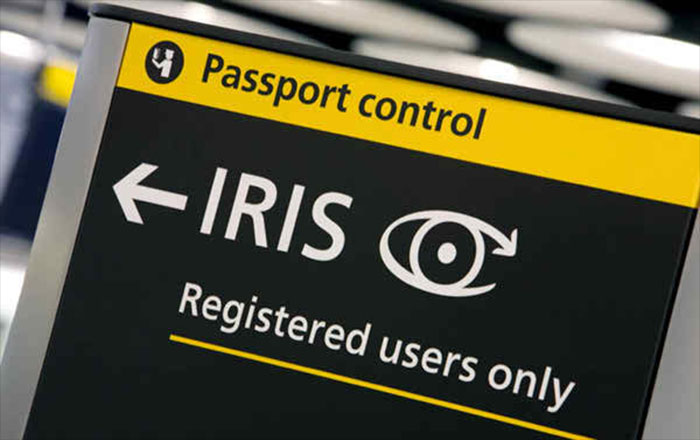 Passport control
IRIS
Registered users only